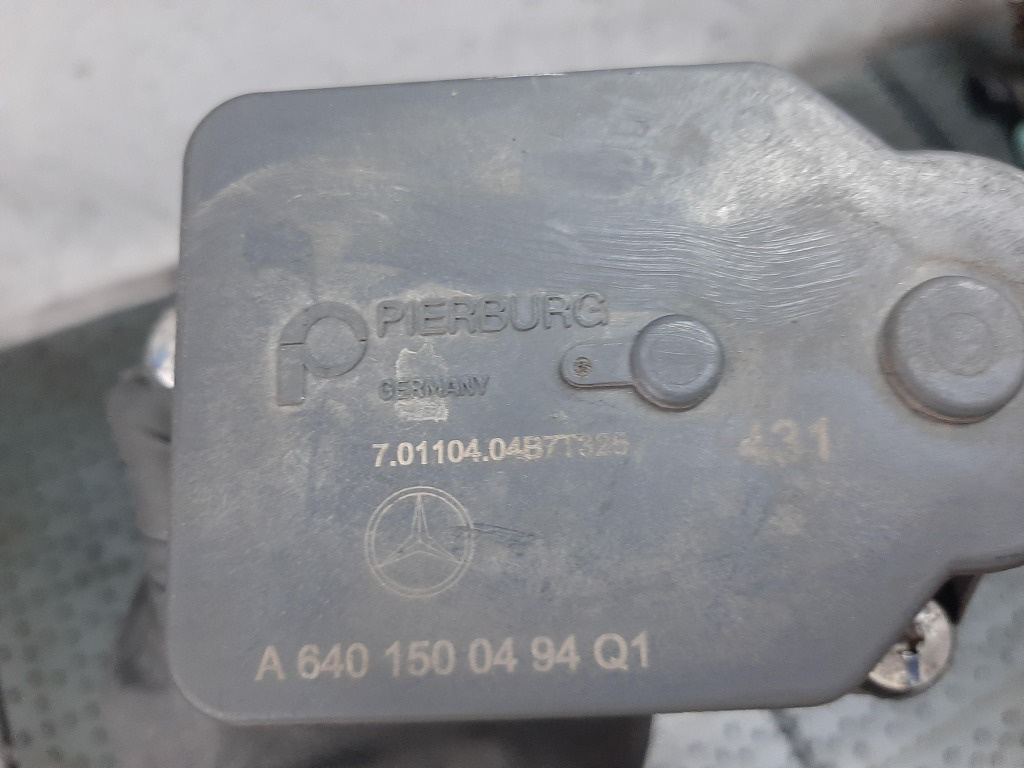 PIERBURG
GERMANY
7.01104.04B7T325
431
A 640 150 04 94 Q1